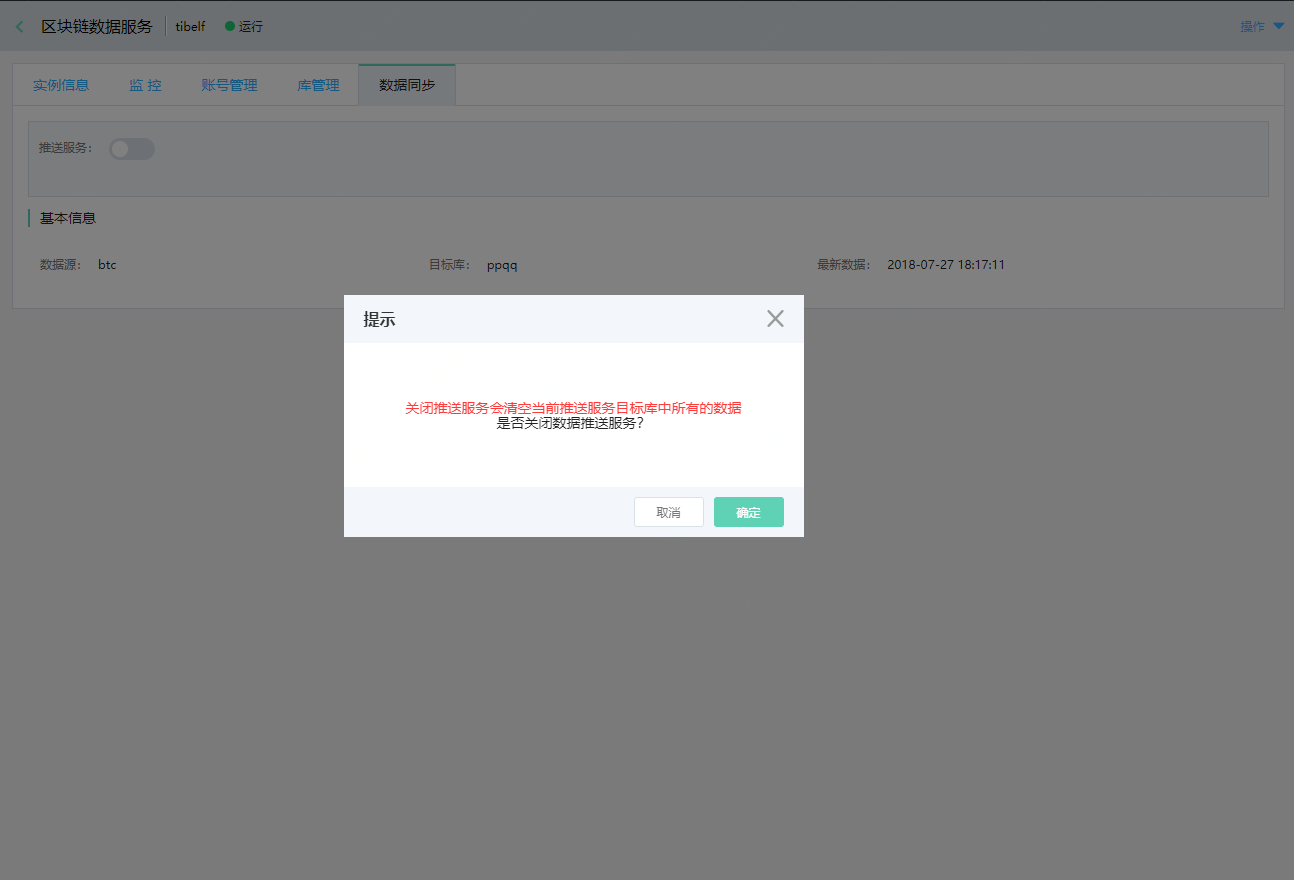 区块链数据服务 tibelf 运行 操作
实例信息 监 控 账号管理 库管理 数据同步
推送服务：
基本信息
数据源： btc 目标库： ppqq 最新数据： 2018-07-27 18:17:11
提示
关闭推送服务会清空当前推送服务目标库中所有的数据
是否关闭数据推送服务？
取消 确定